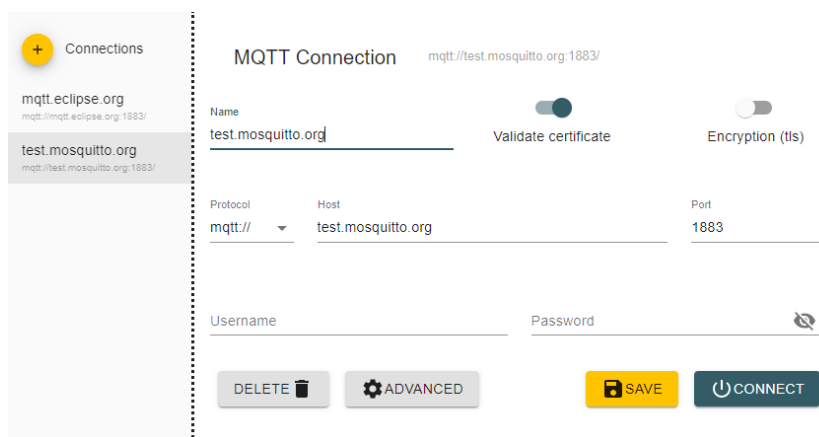 + Connections
mqtt.eclipse.org
mqtt://mqtt.eclipse.org:1883/
test.mosquitto.org
mqtt://test.mosquitto.org:1883/
MQTT Connection mqtt://test.mosquitto.org:1883/
Name
test.mosquitto.org
Validate certificate
Encryption (tls)
Protocol Host Port
mqtt:// test.mosquitto.org 1883
Username Password
DELETE ADVANCED SAVE CONNECT